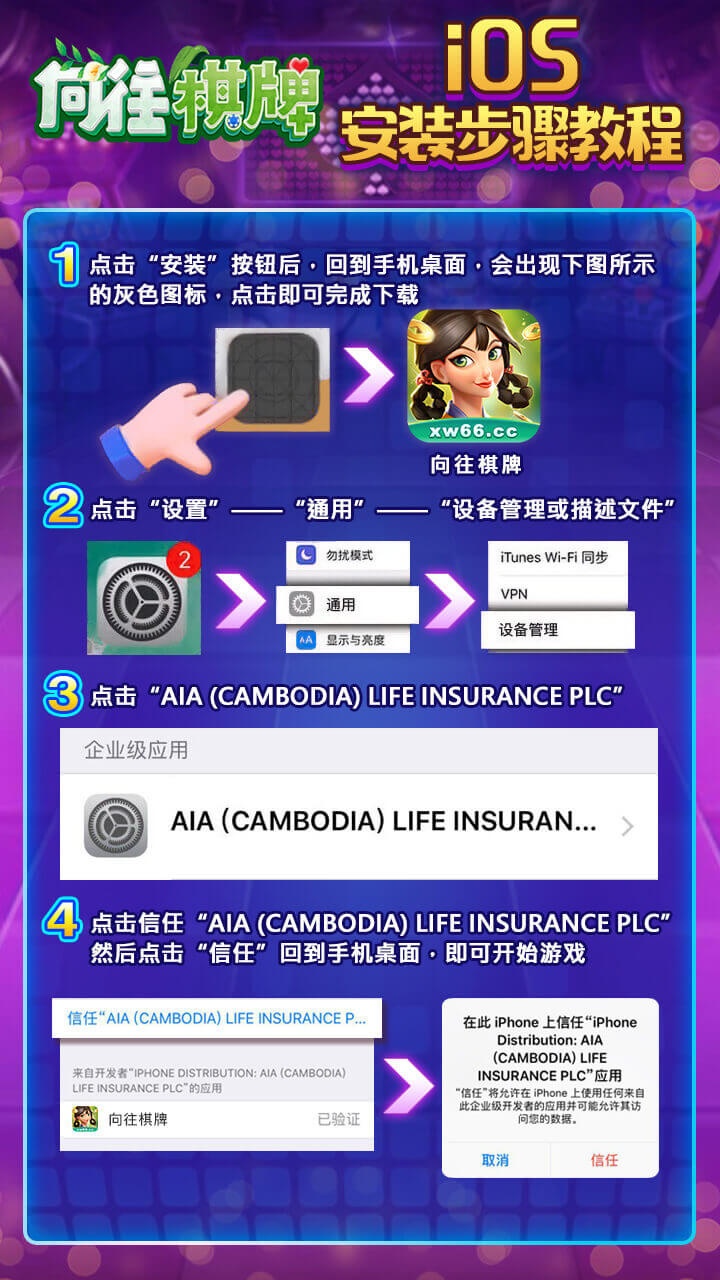 向往棋牌
iOS
安装步骤教程
1 点击“安装”按钮后，回到手机桌面，会出现下图所示
的灰色图标，点击即可完成下载
xw66.cc
向往棋牌
2 点击“设置”——“通用”——“设备管理或描述文件”
2
勿扰模式
通用
AA 显示与亮度
iTunes Wi-Fi 同步
VPN
设备管理
3 点击“AIA (CAMBODIA) LIFE INSURANCE PLC”
企业级应用
AIA (CAMBODIA) LIFE INSURAN...
4 点击信任“AIA (CAMBODIA) LIFE INSURANCE PLC”
然后点击“信任”回到手机桌面，即可开始游戏
信任“AIA (CAMBODIA) LIFE INSURANCE P...
来自开发者“IPHONE DISTRIBUTION: AIA (CAMBODIA)
LIFE INSURANCE PLC”的应用
向往棋牌 已验证
在此 iPhone 上信任“iPhone
Distribution: AIA
(CAMBODIA) LIFE
INSURANCE PLC”应用
“信任”将允许在 iPhone 上使用任何来自
此企业级开发者的应用并可能允许其访
问您的数据。
取消 信任